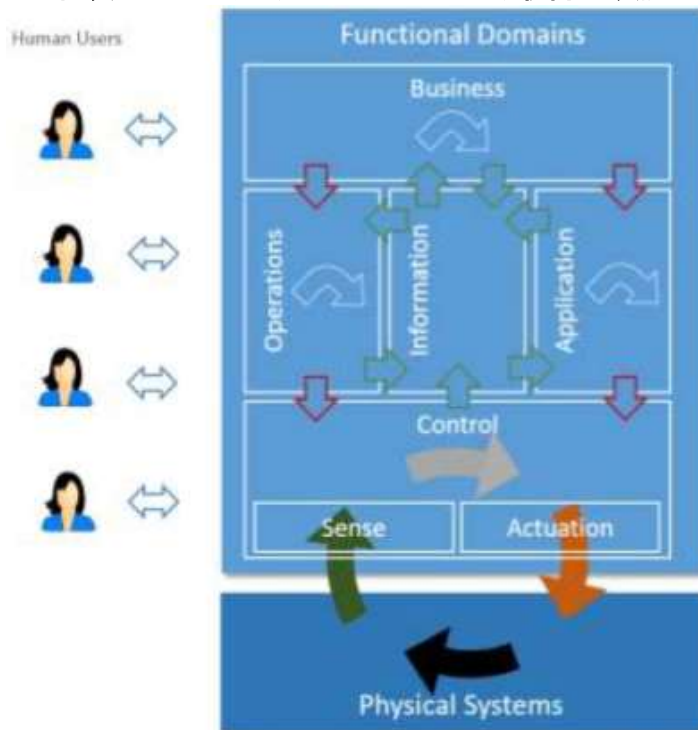 Human Users
Functional Domains
Business
Operations
Information
Application
Control
Sense
Actuation
Physical Systems